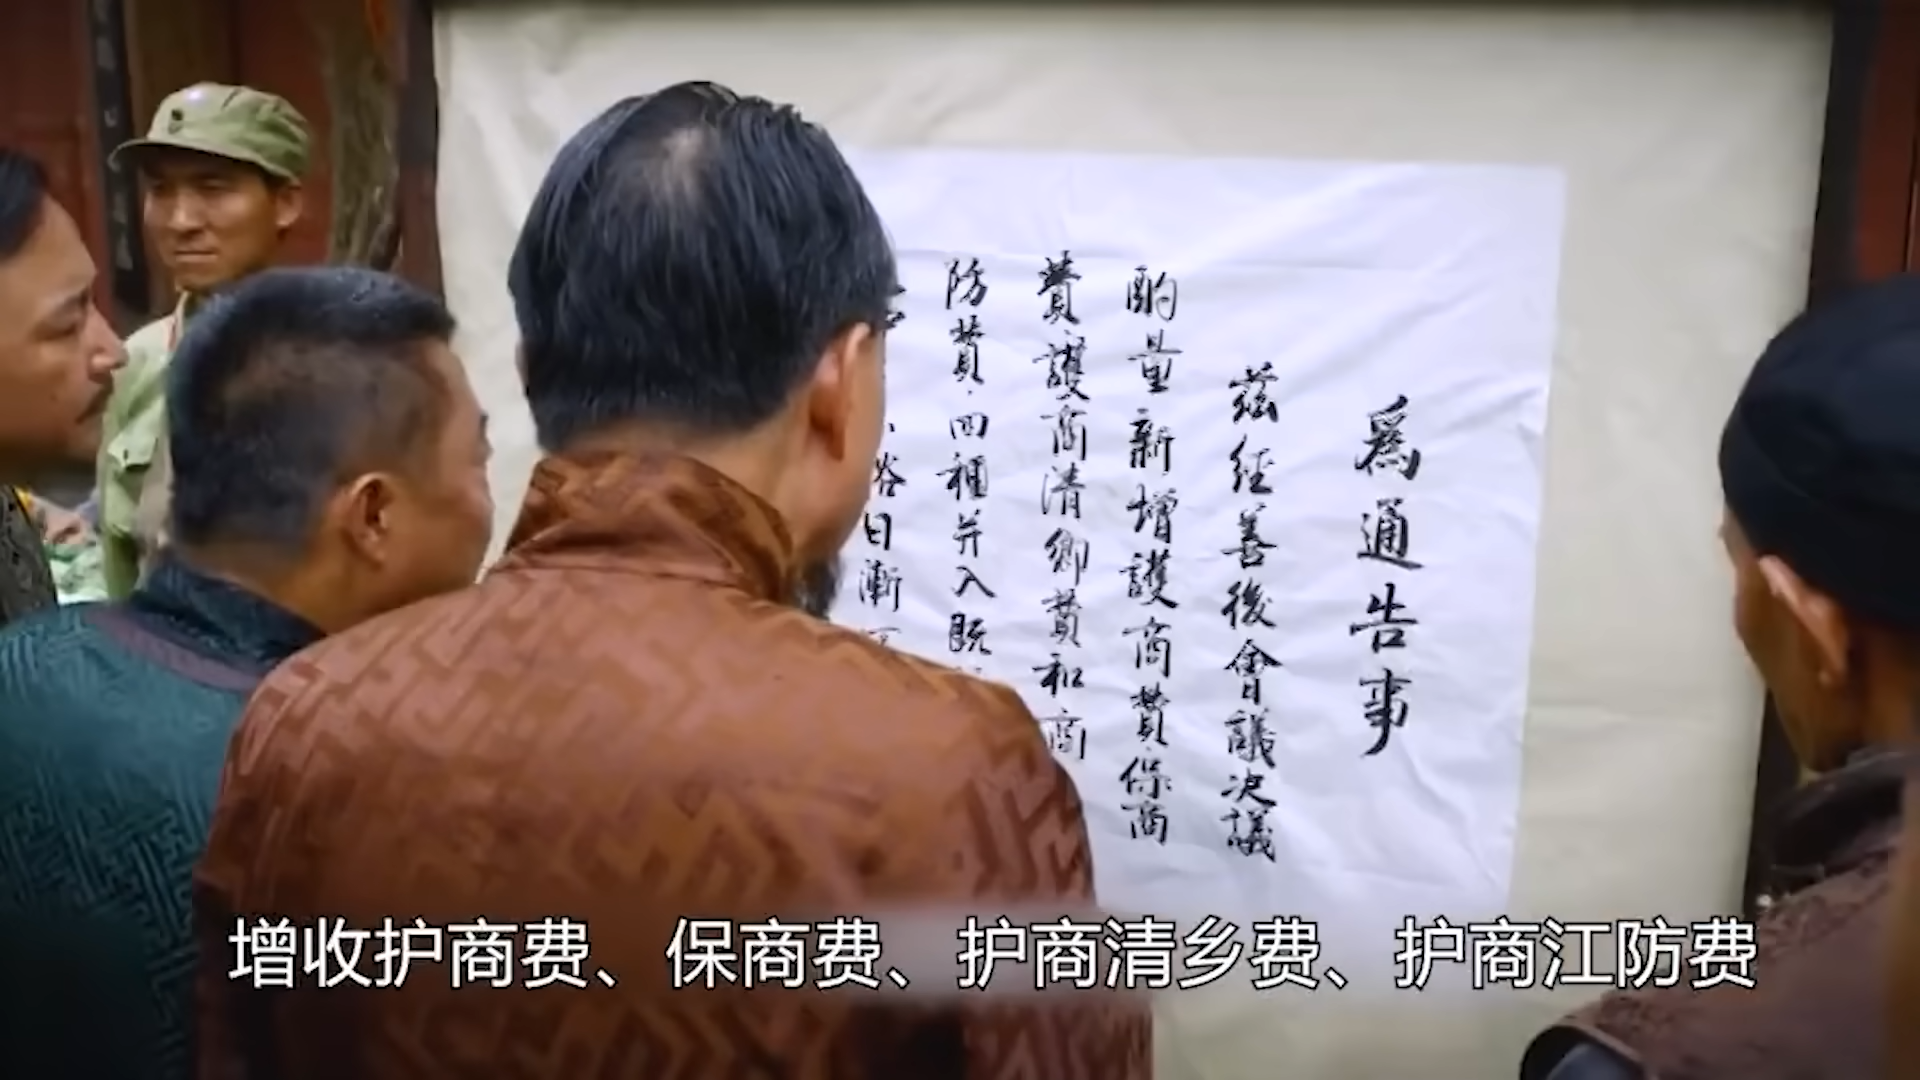 為通告事
茲經善後會議決議
酌量新增護商費、保商
費、護商清鄉費和商
防費、四種并入既
日漸
增收护商费、保商费、护商清乡费、护商江防费